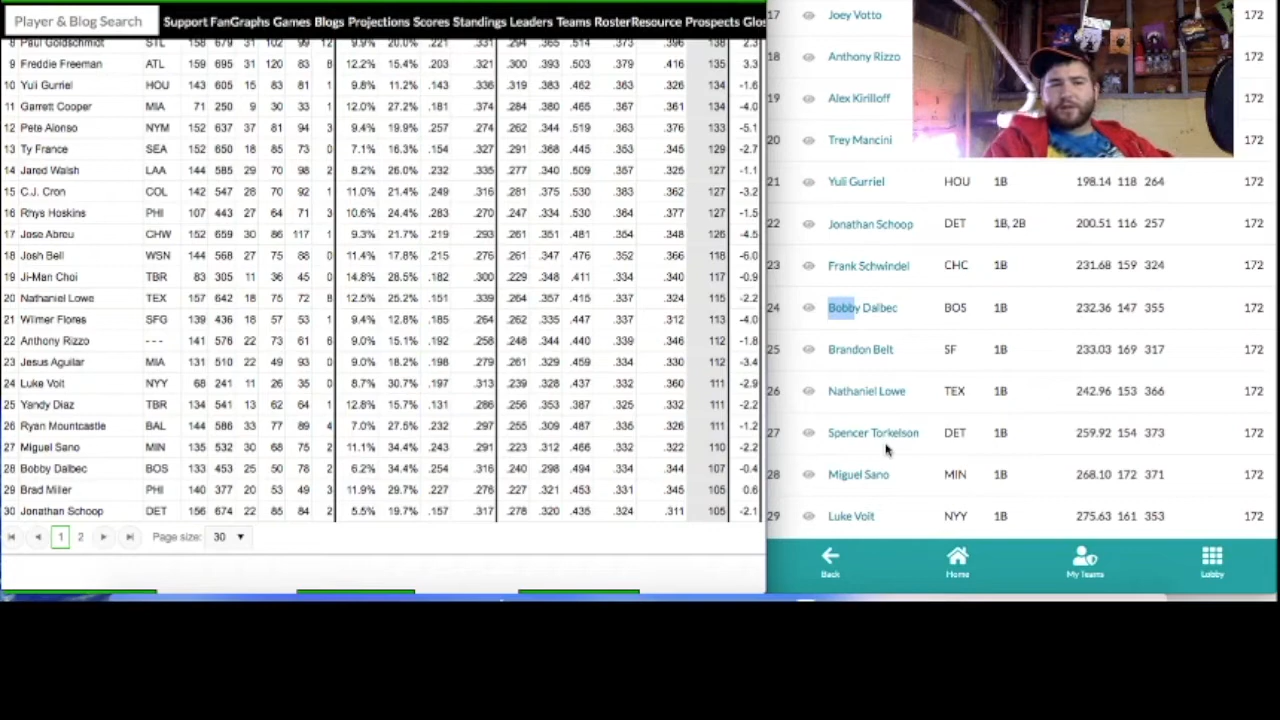 Player & Blog Search Support FanGraphs Games Blogs Projections Scores Standings Leaders Teams RosterResource Prospects Glos
8 Paul Goldschmidt STL 158 679 31 102 99 12 9.9% 20.0% .221 .331 .294 .365 .514 .373 .396 138 2.3
9 Freddie Freeman ATL 159 695 31 120 83 8 12.2% 15.4% .203 .321 .300 .393 .503 .379 .416 135 3.3
10 Yuli Gurriel HOU 143 605 15 83 81 1 9.8% 11.2% .143 .336 .319 .383 .462 .363 .326 134 -1.6
11 Garrett Cooper MIA 71 250 9 30 33 1 12.0% 27.2% .181 .374 .284 .380 .465 .367 .361 134 -4.0
12 Pete Alonso NYM 152 637 37 81 94 3 9.4% 19.9% .257 .274 .262 .344 .519 .363 .376 133 -5.1
13 Ty France SEA 152 650 18 85 73 0 7.1% 16.3% .154 .327 .291 .368 .445 .353 .345 129 -2.7
14 Jared Walsh LAA 144 585 29 70 98 2 8.2% 26.0% .232 .335 .277 .340 .509 .357 .325 127 -1.1
15 C.J. Cron COL 142 547 28 70 92 1 11.0% 21.4% .249 .316 .281 .375 .530 .383 .362 127 -3.2
16 Rhys Hoskins PHI 107 443 27 64 71 3 10.6% 24.4% .283 .270 .247 .334 .530 .364 .377 127 -1.5
17 Jose Abreu CHW 152 659 30 86 117 1 9.3% 21.7% .219 .293 .261 .351 .481 .354 .348 126 -4.5
18 Josh Bell WSN 144 568 27 75 88 0 11.4% 17.8% .215 .276 .261 .347 .476 .352 .366 118 -6.0
19 Ji-Man Choi TBR 83 305 11 36 45 0 14.8% 28.5% .182 .300 .229 .348 .411 .334 .340 117 -0.9
20 Nathaniel Lowe TEX 157 642 18 75 72 8 12.5% 25.2% .151 .339 .264 .357 .415 .337 .324 115 -2.2
21 Wilmer Flores SFG 139 436 18 57 53 1 9.4% 12.8% .185 .264 .262 .335 .447 .337 .312 113 -4.0
22 Anthony Rizzo - - - 141 576 22 73 61 6 9.0% 15.1% .192 .258 .248 .344 .440 .339 .346 112 -1.8
23 Jesus Aguilar MIA 131 510 22 49 93 0 9.0% 18.2% .198 .279 .261 .329 .459 .334 .330 112 -3.4
24 Luke Voit NYY 68 241 11 26 35 0 8.7% 30.7% .197 .313 .239 .328 .437 .332 .360 111 -2.9
25 Yandy Diaz TBR 134 541 13 62 64 1 12.8% 15.7% .131 .286 .256 .353 .387 .325 .332 111 -2.2
26 Ryan Mountcastle BAL 144 586 33 77 89 4 7.0% 27.5% .232 .297 .255 .309 .487 .335 .326 111 -1.2
27 Miguel Sano MIN 135 532 30 68 75 2 11.1% 34.4% .243 .291 .223 .312 .466 .332 .322 110 -2.2
28 Bobby Dalbec BOS 133 453 25 50 78 2 6.2% 34.4% .254 .316 .240 .298 .494 .334 .344 107 -0.4
29 Brad Miller PHI 140 377 20 53 49 3 11.9% 29.7% .227 .276 .227 .321 .453 .331 .345 105 0.6
30 Jonathan Schoop DET 156 674 22 85 84 2 5.5% 19.7% .157 .317 .278 .320 .435 .324 .311 105 -2.1
1 2 Page size: 30
17 Joey Votto 172
18 Anthony Rizzo 172
19 Alex Kirilloff 172
20 Trey Mancini 172
21 Yuli Gurriel HOU 1B 198.14 118 264 172
22 Jonathan Schoop DET 1B, 2B 200.51 116 257 172
23 Frank Schwindel CHC 1B 231.68 159 324 172
24 Bobby Dalbec BOS 1B 232.36 147 355 172
25 Brandon Belt SF 1B 233.03 169 317 172
26 Nathaniel Lowe TEX 1B 242.96 153 366 172
27 Spencer Torkelson DET 1B 259.92 154 373 172
28 Miguel Sano MIN 1B 268.10 172 371 172
29 Luke Voit NYY 1B 275.63 161 353 172
Back Home My Teams Lobby